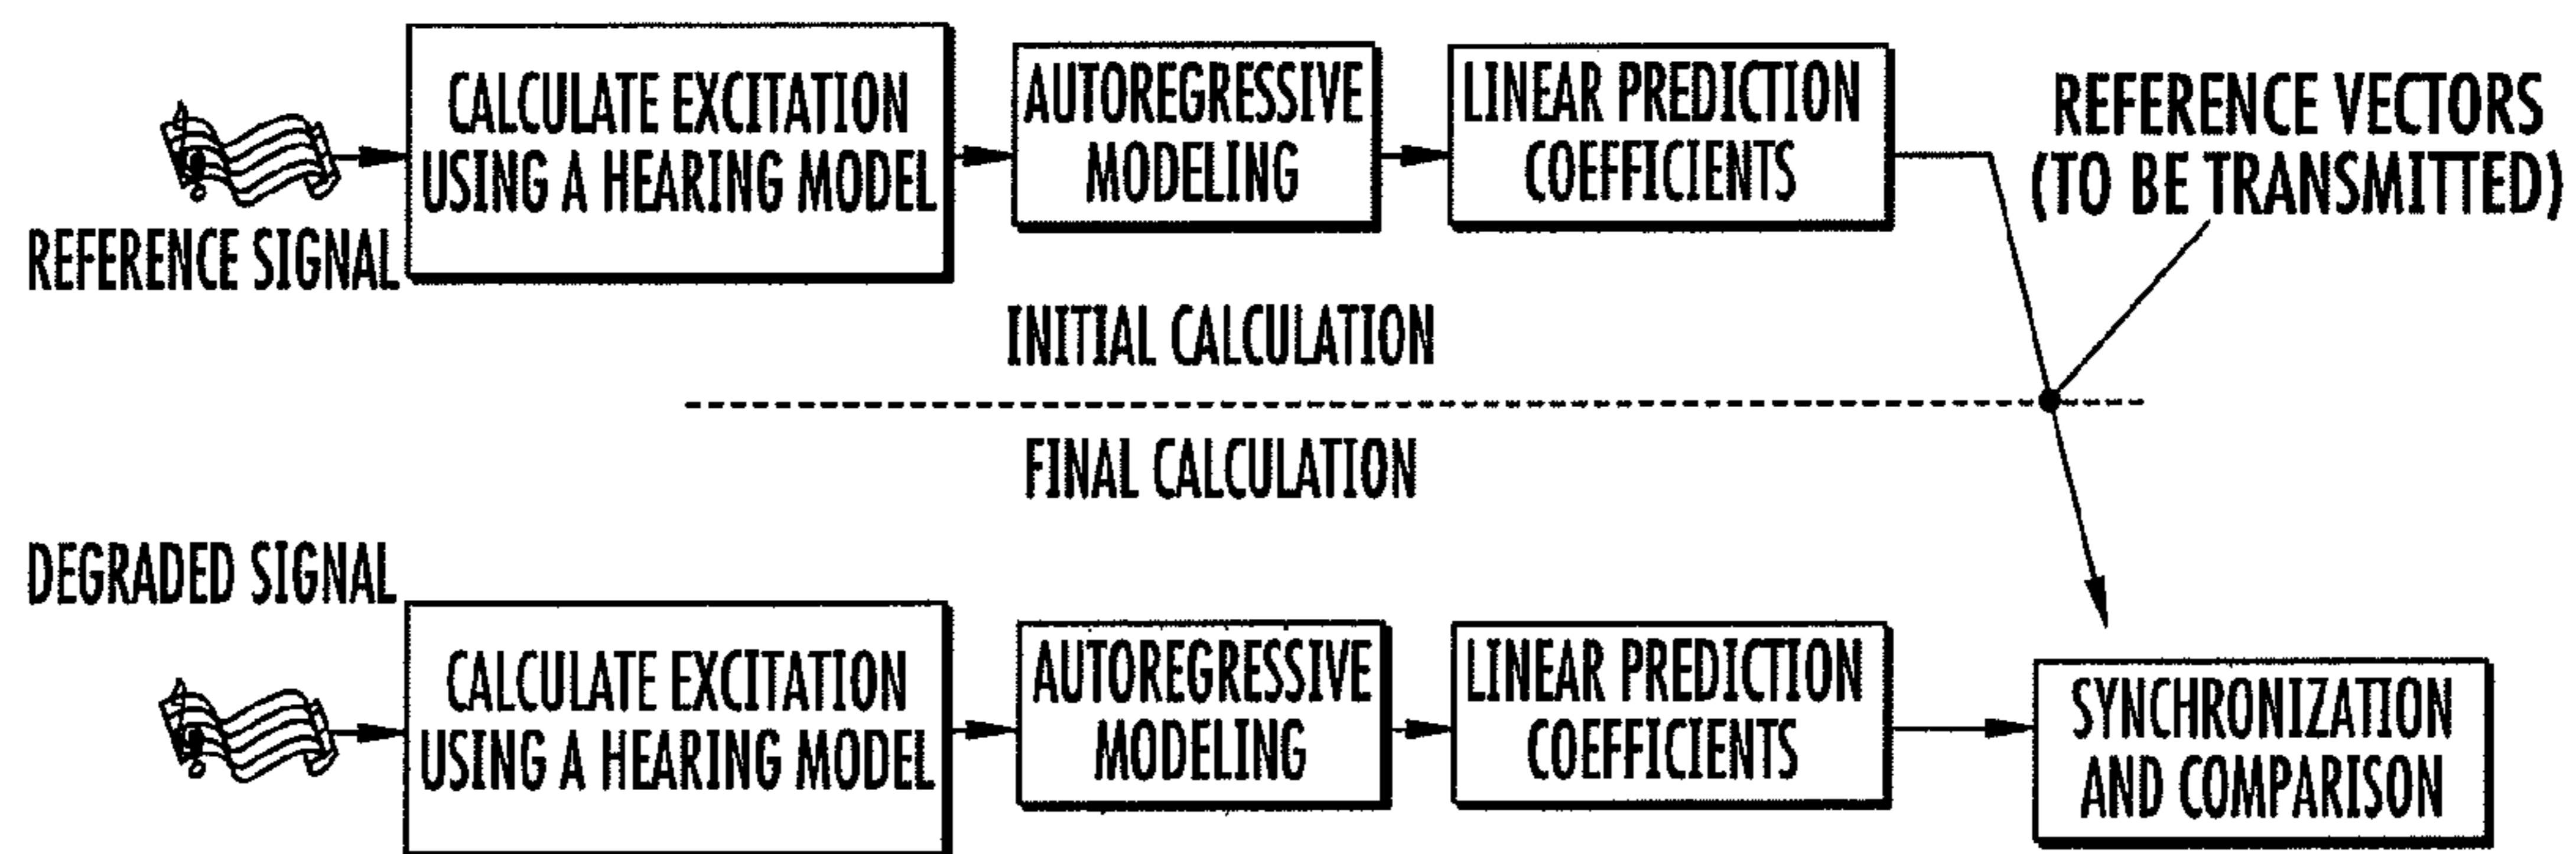 REFERENCE SIGNAL
CALCULATE EXCITATION
USING A HEARING MODEL
AUTOREGRESSIVE
MODELING
LINEAR PREDICTION
COEFFICIENTS
REFERENCE VECTORS
(TO BE TRANSMITTED)
INITIAL CALCULATION
FINAL CALCULATION
DEGRADED SIGNAL
CALCULATE EXCITATION
USING A HEARING MODEL
AUTOREGRESSIVE
MODELING
LINEAR PREDICTION
COEFFICIENTS
SYNCHRONIZATION
AND COMPARISON